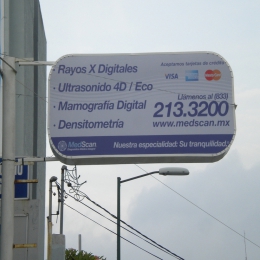 Aceptamos tarjetas de crédito
· Rayos X Digitales
VISA
· Ultrasonido 4D / Eco
Llámenos al (833)
· Mamografía Digital
213.3200
· Densitometría
www.medscan.mx
MedScan
Nuestra especialidad: Su tranquilidad